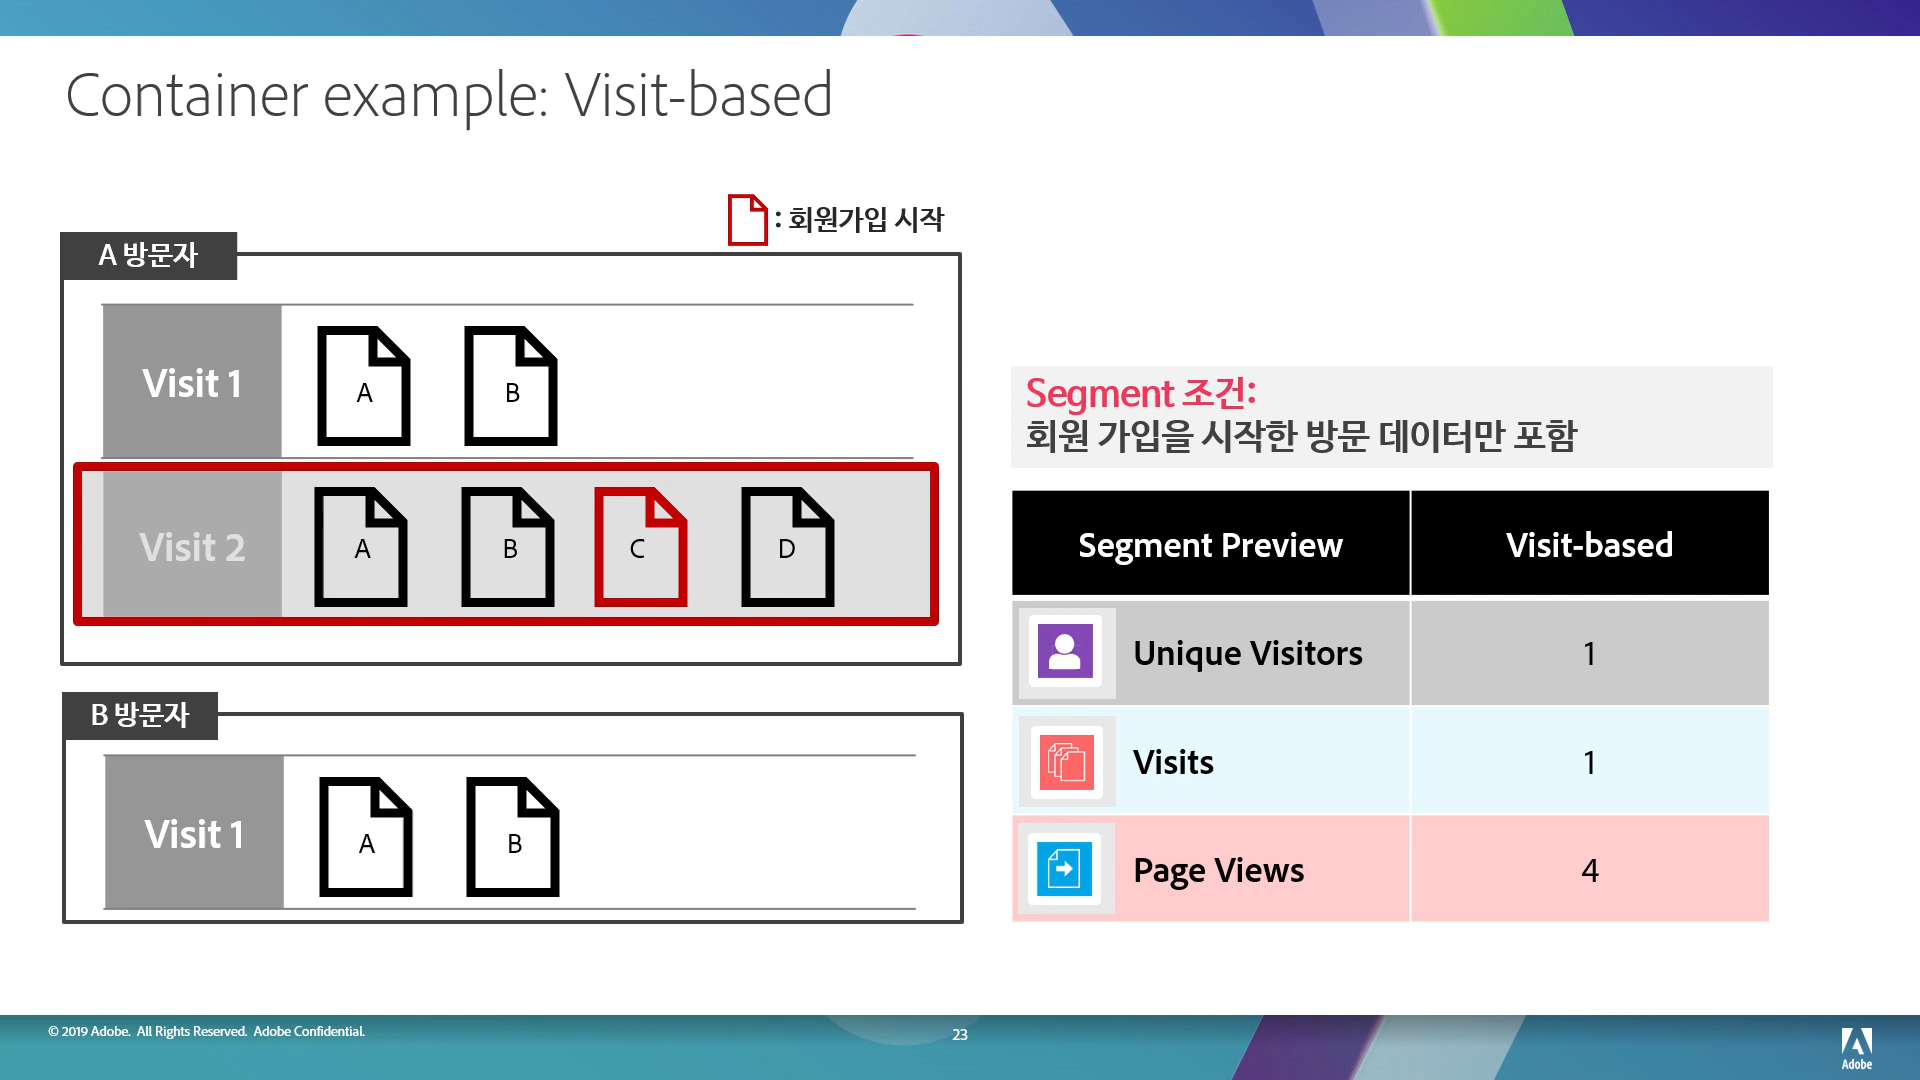 Container example: Visit-based
: 회원가입 시작
A 방문자
Visit 1
A
B
Visit 2
A
B
C
D
B 방문자
Visit 1
A
B
Segment 조건:
회원 가입을 시작한 방문 데이터만 포함
Segment Preview
Visit-based
Unique Visitors
1
Visits
1
Page Views
4
© 2019 Adobe. All Rights Reserved. Adobe Confidential.
23
Adobe